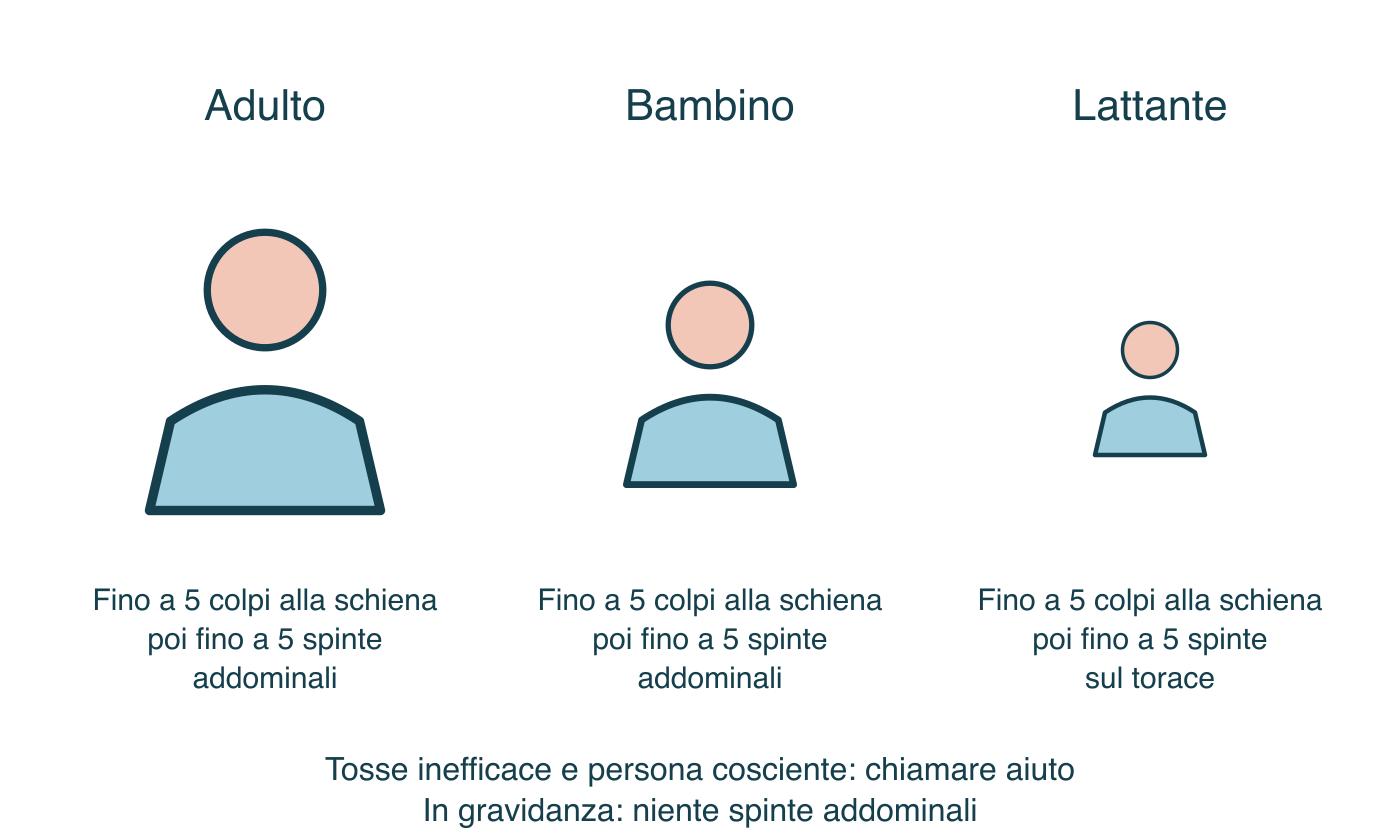 Adulto
Bambino
Lattante
Fino a 5 colpi alla schiena
poi fino a 5 spinte
addominali
Fino a 5 colpi alla schiena
poi fino a 5 spinte
addominali
Fino a 5 colpi alla schiena
poi fino a 5 spinte
sul torace
Tosse inefficace e persona cosciente: chiamare aiuto
In gravidanza: niente spinte addominali